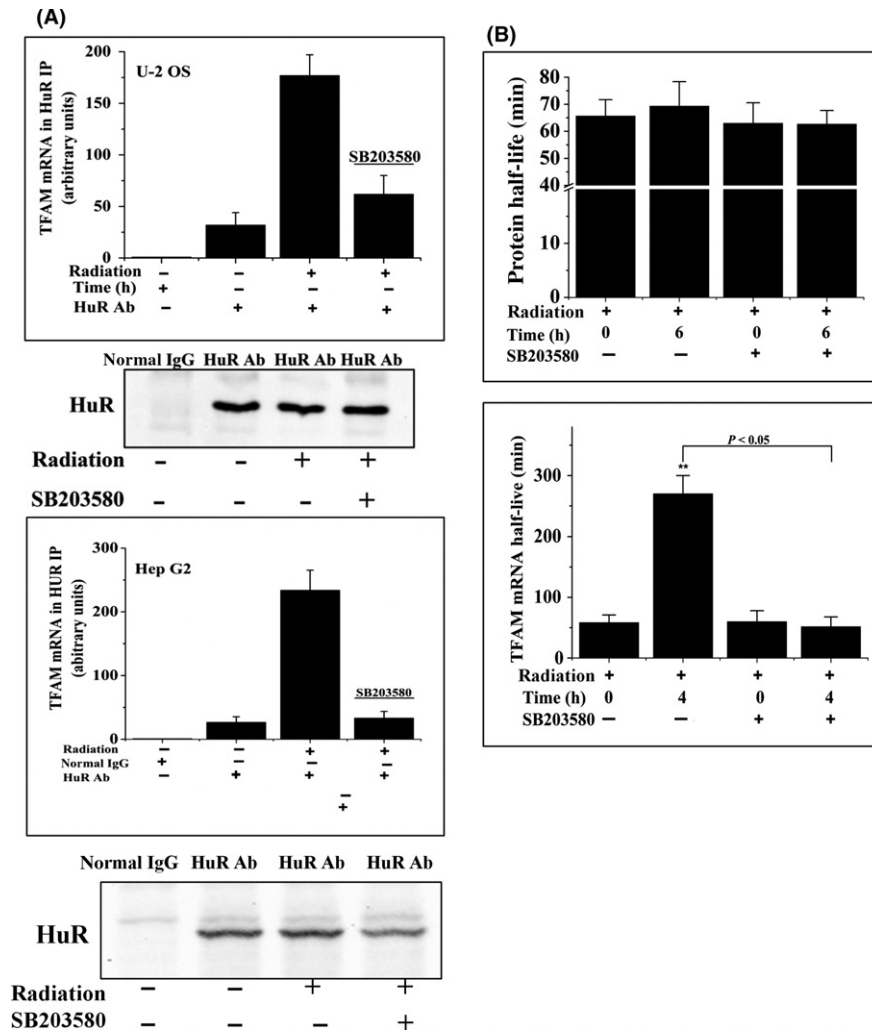 (A)
200
150
100
50
0
U-2 OS
SB203580
TFAM mRNA in HuR IP
(arbitrary units)
Radiation – – + +
Time (h) + – – –
HuR Ab – + + +
Normal IgG HuR Ab HuR Ab HuR Ab
HuR
Radiation – – + +
SB203580 – – – +
300
200
100
0
Hep G2
SB203580
TFAM mRNA in HUR IP
(abitrary units)
Radiation – – + +
Normal IgG + – – –
HuR Ab – + + +
–
+
Normal IgG HuR Ab HuR Ab HuR Ab
HuR
Radiation – – + +
SB203580 – – – +
(B)
80
70
60
50
40
20
10
0
Protein half-life (min)
Radiation + + + +
Time (h) 0 6 0 6
SB203580 – – + +
P < 0.05
**
300
200
100
50
0
TFAM mRNA half-live (min)
Radiation + + + +
Time (h) 0 4 0 4
SB203580 – – + +